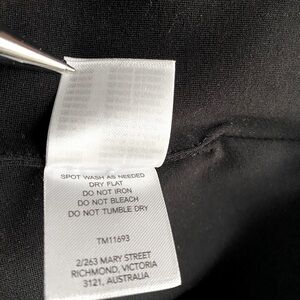 SPOT WASH AS NEEDED
DRY FLAT
DO NOT IRON
DO NOT BLEACH
DO NOT TUMBLE DRY
TM11693
2/263 MARY STREET
RICHMOND, VICTORIA
3121, AUSTRALIA